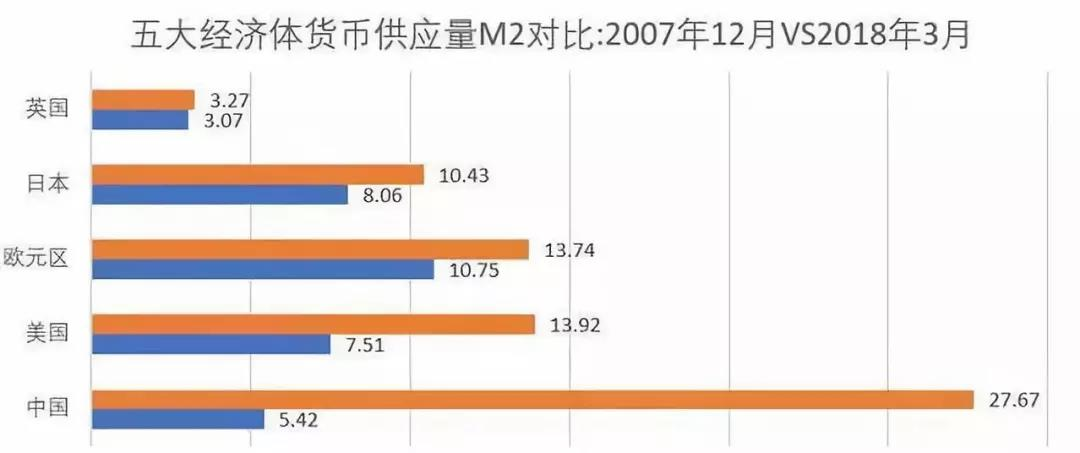 五大经济体货币供应量M2对比:2007年12月VS2018年3月
英国
3.27
3.07
日本
10.43
8.06
欧元区
13.74
10.75
美国
13.92
7.51
中国
27.67
5.42